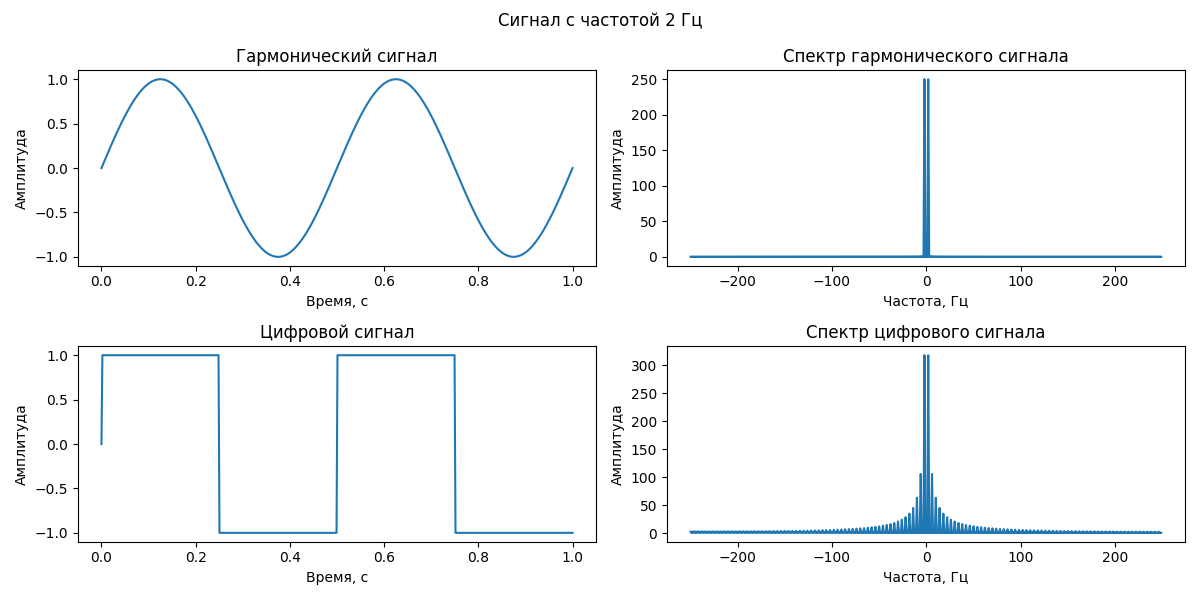 Сигнал с частотой 2 Гц
Гармонический сигнал
Амплитуда
1.0
0.5
0.0
−0.5
−1.0
0.0 0.2 0.4 0.6 0.8 1.0
Время, с
Спектр гармонического сигнала
Амплитуда
250
200
150
100
50
0
−200 −100 0 100 200
Частота, Гц
Цифровой сигнал
Амплитуда
1.0
0.5
0.0
−0.5
−1.0
0.0 0.2 0.4 0.6 0.8 1.0
Время, с
Спектр цифрового сигнала
Амплитуда
300
250
200
150
100
50
0
−200 −100 0 100 200
Частота, Гц